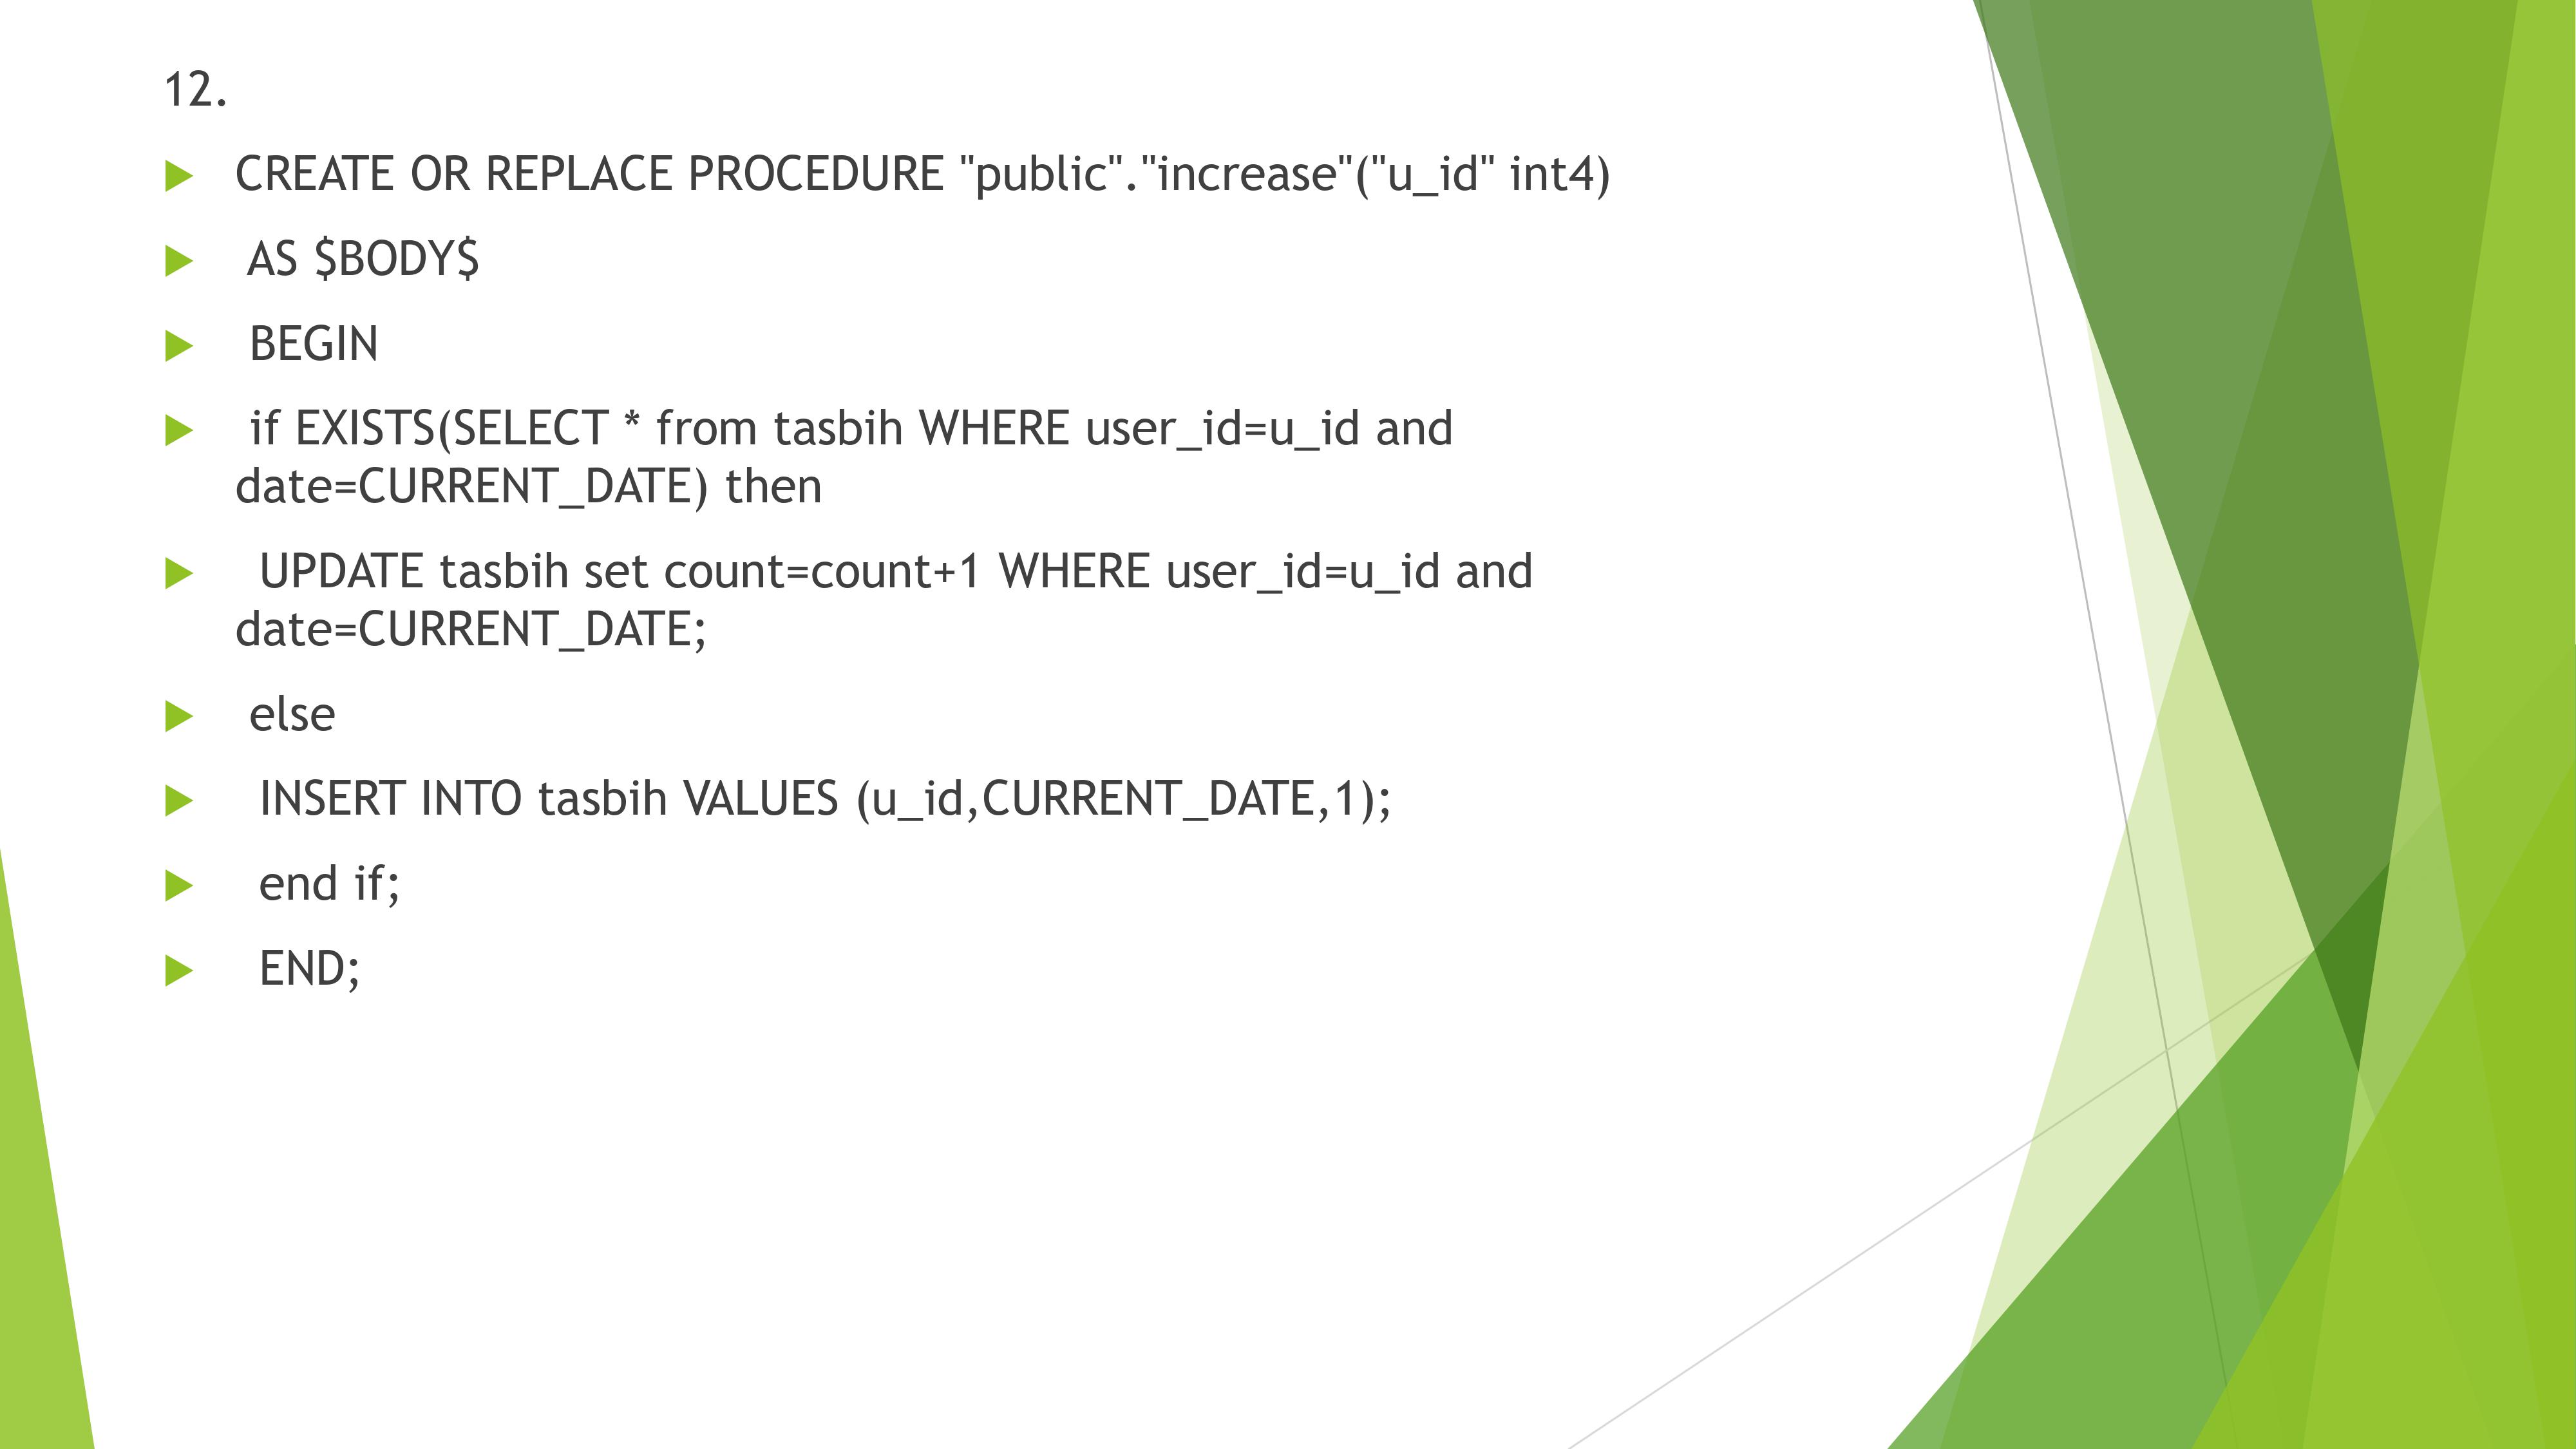 12.
CREATE OR REPLACE PROCEDURE "public"."increase"("u_id" int4)
AS $BODY$
BEGIN
if EXISTS(SELECT * from tasbih WHERE user_id=u_id and
date=CURRENT_DATE) then
UPDATE tasbih set count=count+1 WHERE user_id=u_id and
date=CURRENT_DATE;
else
INSERT INTO tasbih VALUES (u_id,CURRENT_DATE,1);
end if;
END;